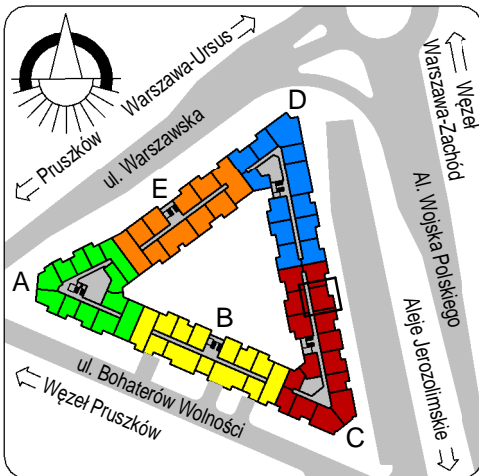 Warszawa-Ursus
Pruszków
ul. Warszawska
Węzeł
Warszawa-Zachód
Al. Wojska Polskiego
D
E
A
B
C
Aleje Jerozolimskie
ul. Bohaterów Wolności
Węzeł Pruszków